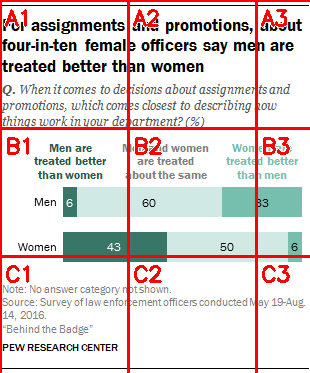 For assignments and promotions, about
four-in-ten female officers say men are
treated better than women
Q. When it comes to decisions about assignments and
promotions, which comes closest to describing how
things work in your department? (%)
A1 A2 A3
B1 B2 B3
Men are Men and women Women are
treated better are treated treated better
than women about the same than men
Men 6 60 33
Women 43 50 6
C1 C2 C3
Note: No answer category not shown.
Source: Survey of law enforcement officers conducted May 19-Aug.
14, 2016.
“Behind the Badge”
PEW RESEARCH CENTER